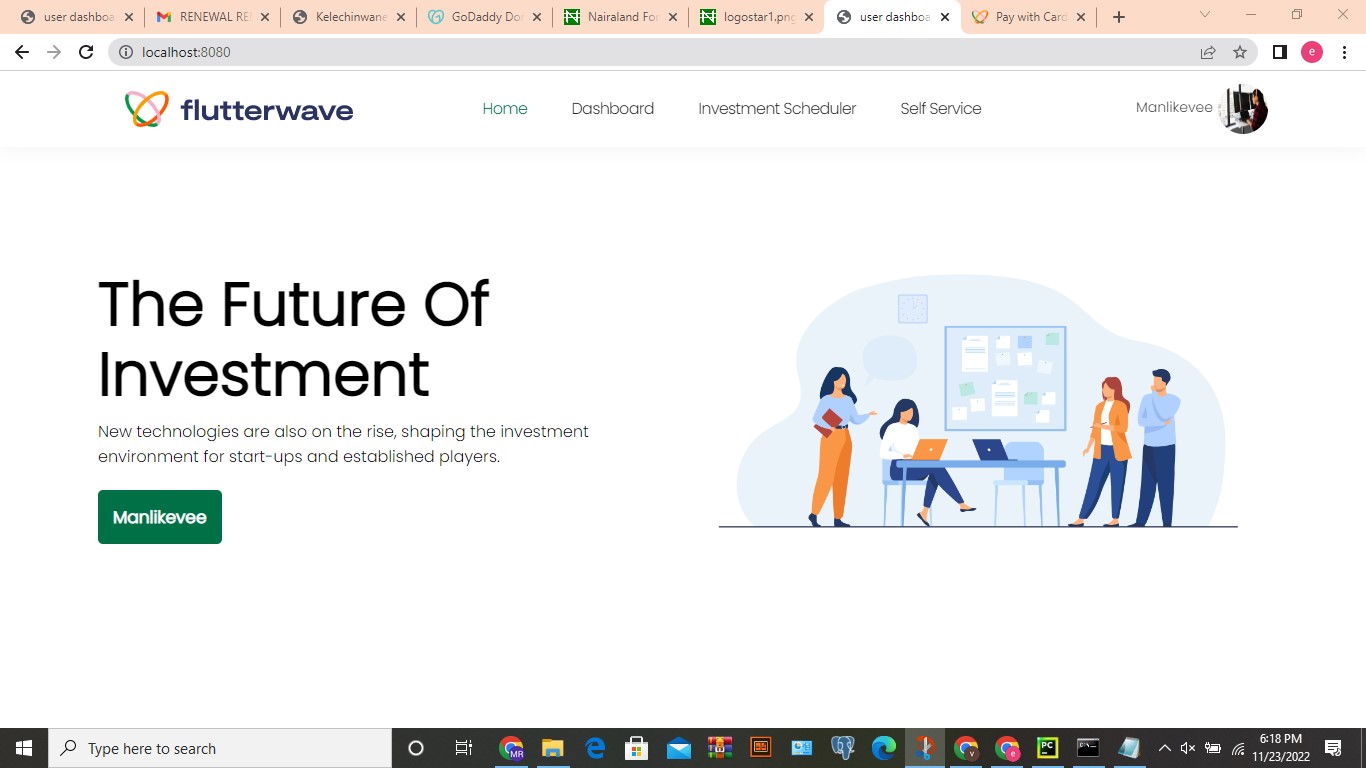 user dashboa
RENEWAL RE
Kelechinwane
GoDaddy Do
Nairaland For
logostar1.png
user dashboa
Pay with Card
localhost:8080
e
flutterwave
Home
Dashboard
Investment Scheduler
Self Service
Manlikevee
The Future Of
Investment
New technologies are also on the rise, shaping the investment
environment for start-ups and established players.
Manlikevee
Type here to search
MR
v
e
PC
6:18 PM
11/23/2022